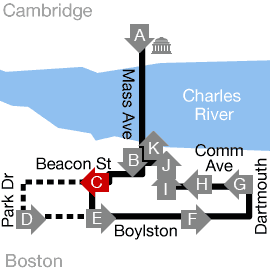 Cambridge
A
Mass Ave
Charles
River
K
B
J
Beacon St
Comm
Ave
C
I
H
G
Park Dr
Dartmouth
D
E
F
Boylston
Boston